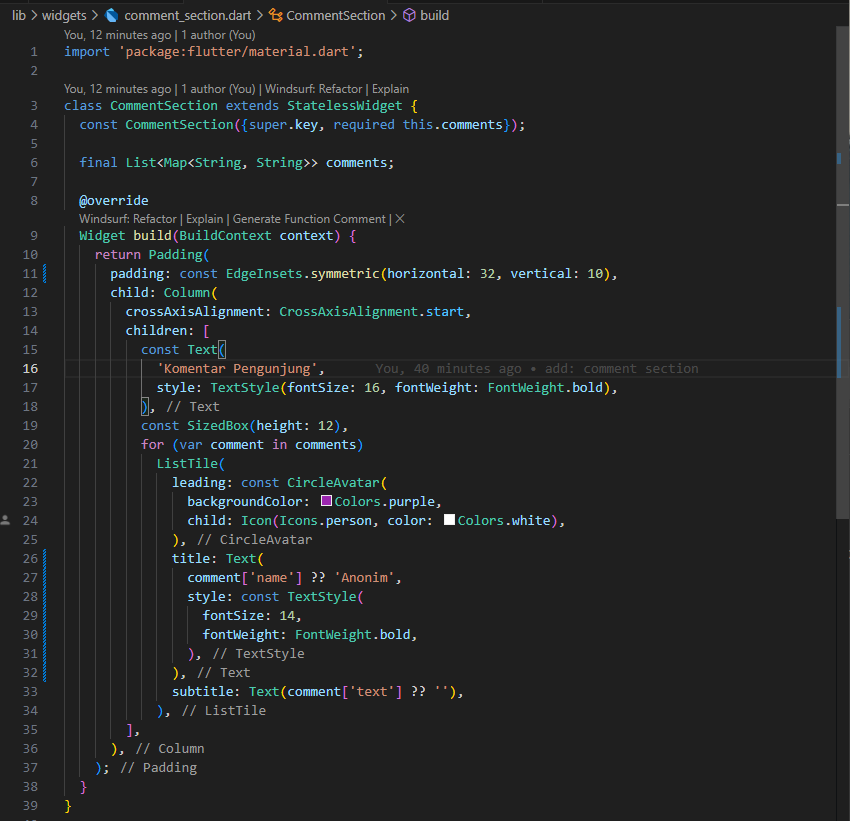 lib > widgets > comment_section.dart > CommentSection > build
You, 12 minutes ago | 1 author (You)
1 import 'package:flutter/material.dart';
2
You, 12 minutes ago | 1 author (You) | Windsurf: Refactor | Explain
3 class CommentSection extends StatelessWidget {
4   const CommentSection({super.key, required this.comments});
5
6   final List<Map<String, String>> comments;
7
8   @override
Windsurf: Refactor | Explain | Generate Function Comment | X
9   Widget build(BuildContext context) {
10     return Padding(
11       padding: const EdgeInsets.symmetric(horizontal: 32, vertical: 10),
12       child: Column(
13         crossAxisAlignment: CrossAxisAlignment.start,
14         children: [
15           const Text(
16             'Komentar Pengunjung',     You, 40 minutes ago • add: comment section
17             style: TextStyle(fontSize: 16, fontWeight: FontWeight.bold),
18           ), // Text
19           const SizedBox(height: 12),
20           for (var comment in comments)
21             ListTile(
22               leading: const CircleAvatar(
23                 backgroundColor: Colors.purple,
24                 child: Icon(Icons.person, color: Colors.white),
25               ), // CircleAvatar
26               title: Text(
27                 comment['name'] ?? 'Anonim',
28                 style: const TextStyle(
29                   fontSize: 14,
30                   fontWeight: FontWeight.bold,
31                 ), // TextStyle
32               ), // Text
33               subtitle: Text(comment['text'] ?? ''),
34             ), // ListTile
35         ],
36       ), // Column
37     ); // Padding
38   }
39 }